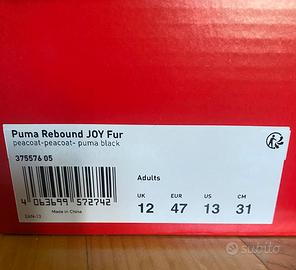 Puma Rebound JOY Fur
peacoat-peacoat- puma black
375576 05
Adults
UK EUR US CM
12 47 13 31
4 063699 572742
Made in China
subito